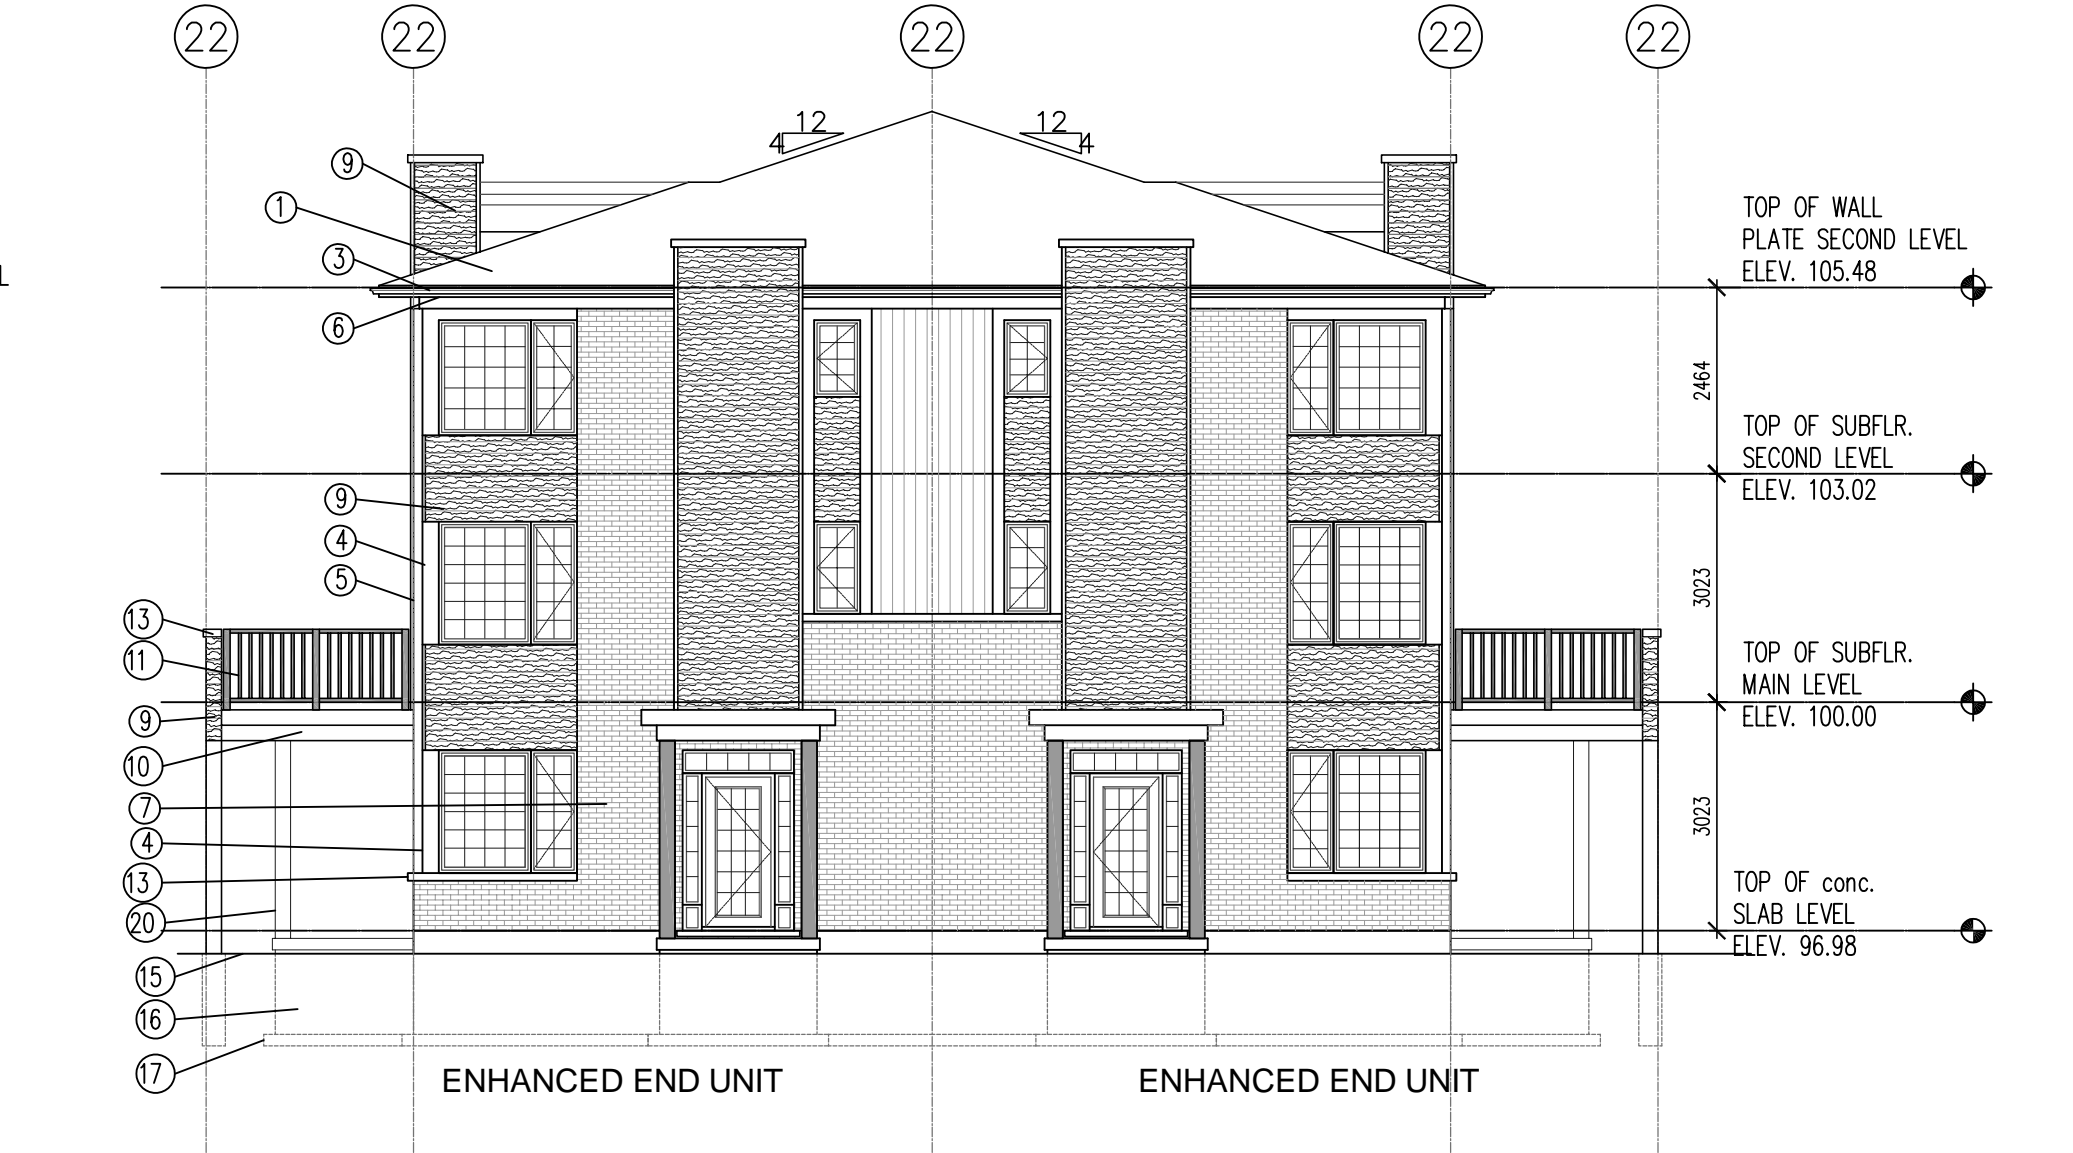 22 22 22 22 22
12 12
4 4
9
1
3
6
9
4
5
13
11
9
10
7
4
13
20
15
16
17
L
TOP OF WALL
PLATE SECOND LEVEL
ELEV. 105.48
2464
TOP OF SUBFLR.
SECOND LEVEL
ELEV. 103.02
3023
TOP OF SUBFLR.
MAIN LEVEL
ELEV. 100.00
3023
TOP OF conc.
SLAB LEVEL
ELEV. 96.98
ENHANCED END UNIT ENHANCED END UNIT